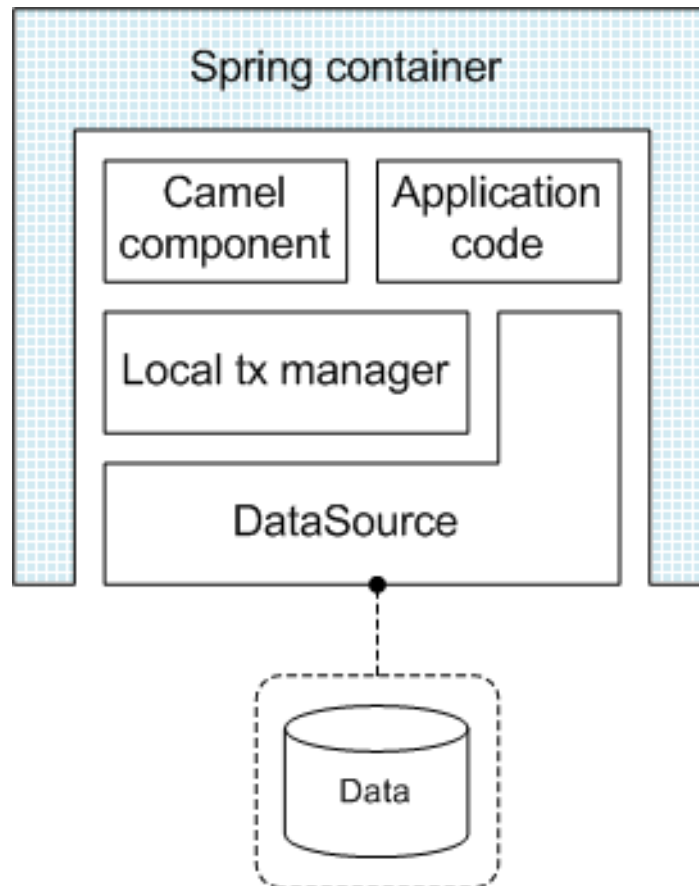 Spring container
Camel
component
Application
code
Local tx manager
DataSource
Data